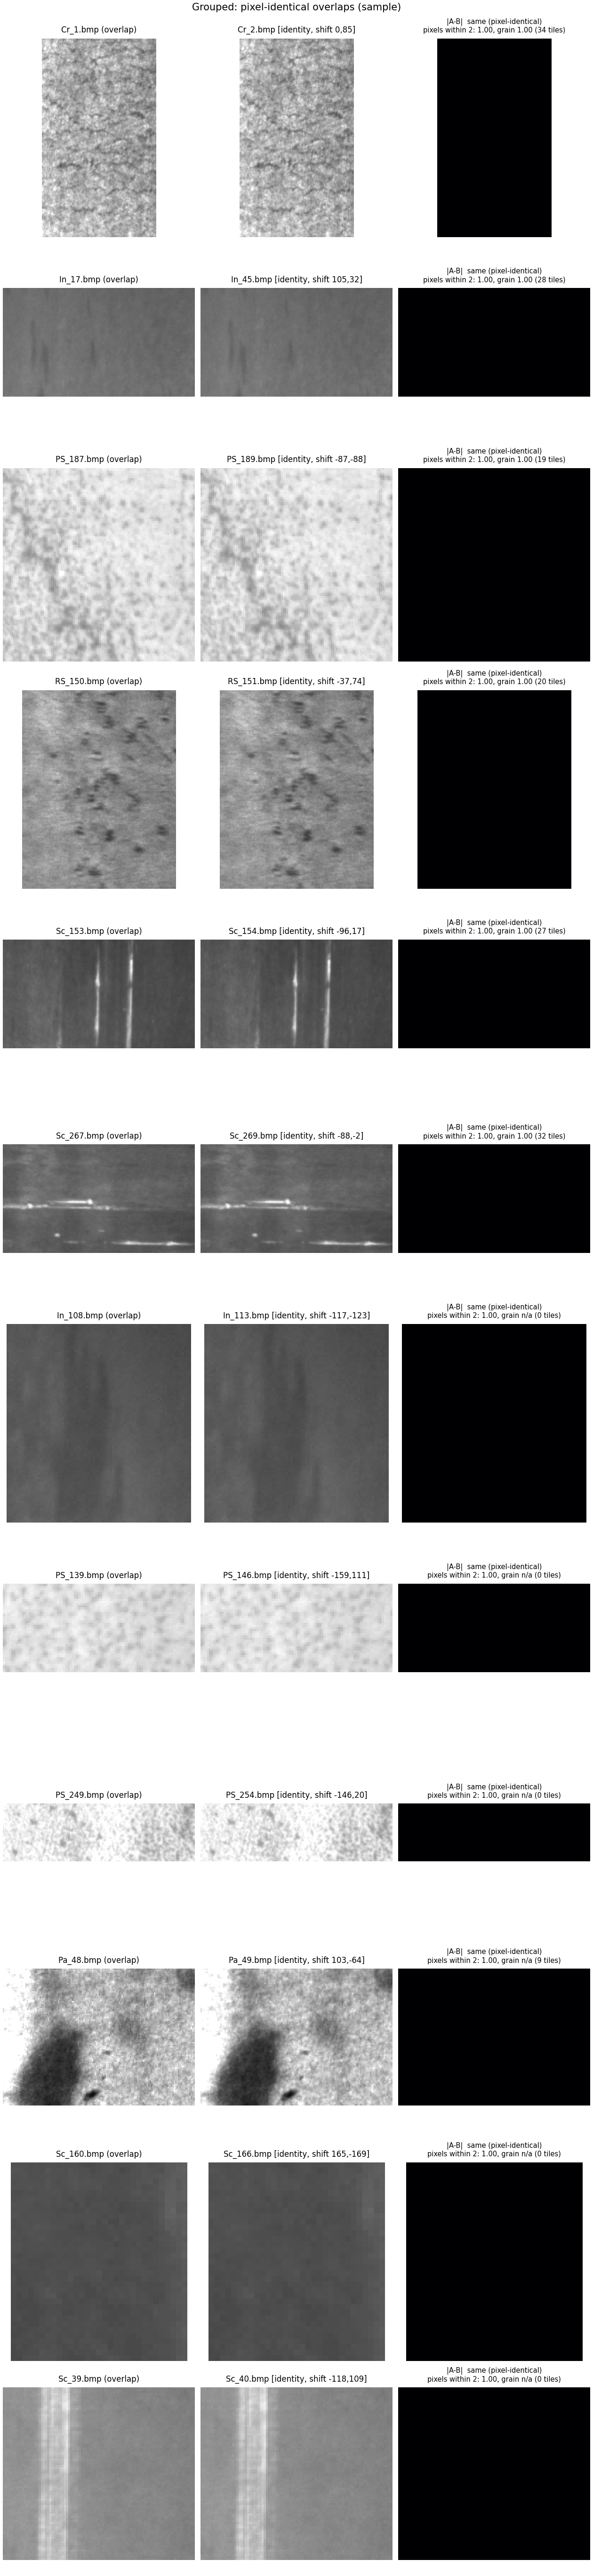 Grouped: pixel-identical overlaps (sample)
Cr_1.bmp (overlap)
Cr_2.bmp [identity, shift 0,85]
|A-B|  same (pixel-identical)
pixels within 2: 1.00, grain 1.00 (34 tiles)
In_17.bmp (overlap)
In_45.bmp [identity, shift 105,32]
|A-B|  same (pixel-identical)
pixels within 2: 1.00, grain 1.00 (28 tiles)
PS_187.bmp (overlap)
PS_189.bmp [identity, shift -87,-88]
|A-B|  same (pixel-identical)
pixels within 2: 1.00, grain 1.00 (19 tiles)
RS_150.bmp (overlap)
RS_151.bmp [identity, shift -37,74]
|A-B|  same (pixel-identical)
pixels within 2: 1.00, grain 1.00 (20 tiles)
Sc_153.bmp (overlap)
Sc_154.bmp [identity, shift -96,17]
|A-B|  same (pixel-identical)
pixels within 2: 1.00, grain 1.00 (27 tiles)
Sc_267.bmp (overlap)
Sc_269.bmp [identity, shift -88,-2]
|A-B|  same (pixel-identical)
pixels within 2: 1.00, grain 1.00 (32 tiles)
In_108.bmp (overlap)
In_113.bmp [identity, shift -117,-123]
|A-B|  same (pixel-identical)
pixels within 2: 1.00, grain n/a (0 tiles)
PS_139.bmp (overlap)
PS_146.bmp [identity, shift -159,111]
|A-B|  same (pixel-identical)
pixels within 2: 1.00, grain n/a (0 tiles)
PS_249.bmp (overlap)
PS_254.bmp [identity, shift -146,20]
|A-B|  same (pixel-identical)
pixels within 2: 1.00, grain n/a (0 tiles)
Pa_48.bmp (overlap)
Pa_49.bmp [identity, shift 103,-64]
|A-B|  same (pixel-identical)
pixels within 2: 1.00, grain n/a (9 tiles)
Sc_160.bmp (overlap)
Sc_166.bmp [identity, shift 165,-169]
|A-B|  same (pixel-identical)
pixels within 2: 1.00, grain n/a (0 tiles)
Sc_39.bmp (overlap)
Sc_40.bmp [identity, shift -118,109]
|A-B|  same (pixel-identical)
pixels within 2: 1.00, grain n/a (0 tiles)